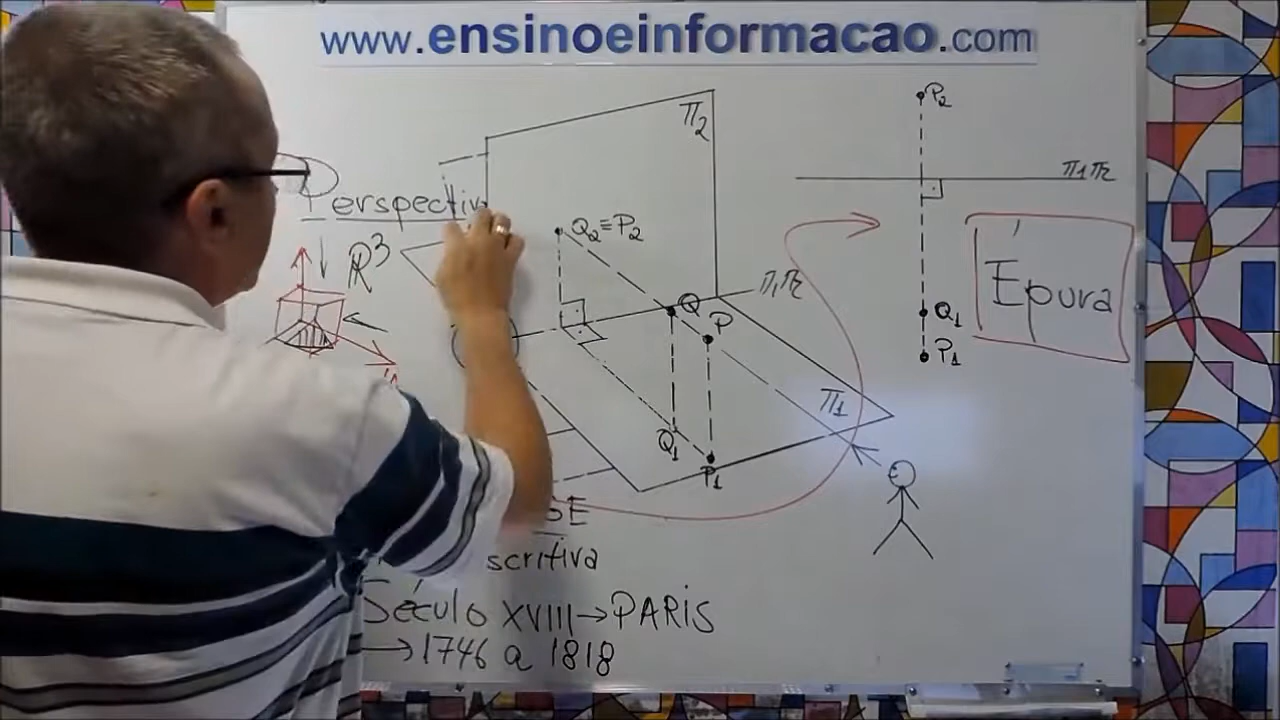 www.ensinoeinformacao.com
P2
π2
π1π2
Perspectiv
Q2≡P2
R3
π1π2
Épura
Q
P
Q1
P1
π1
Q1
P1
scritiva
Século XVIII→PARIS
→1746 a 1818